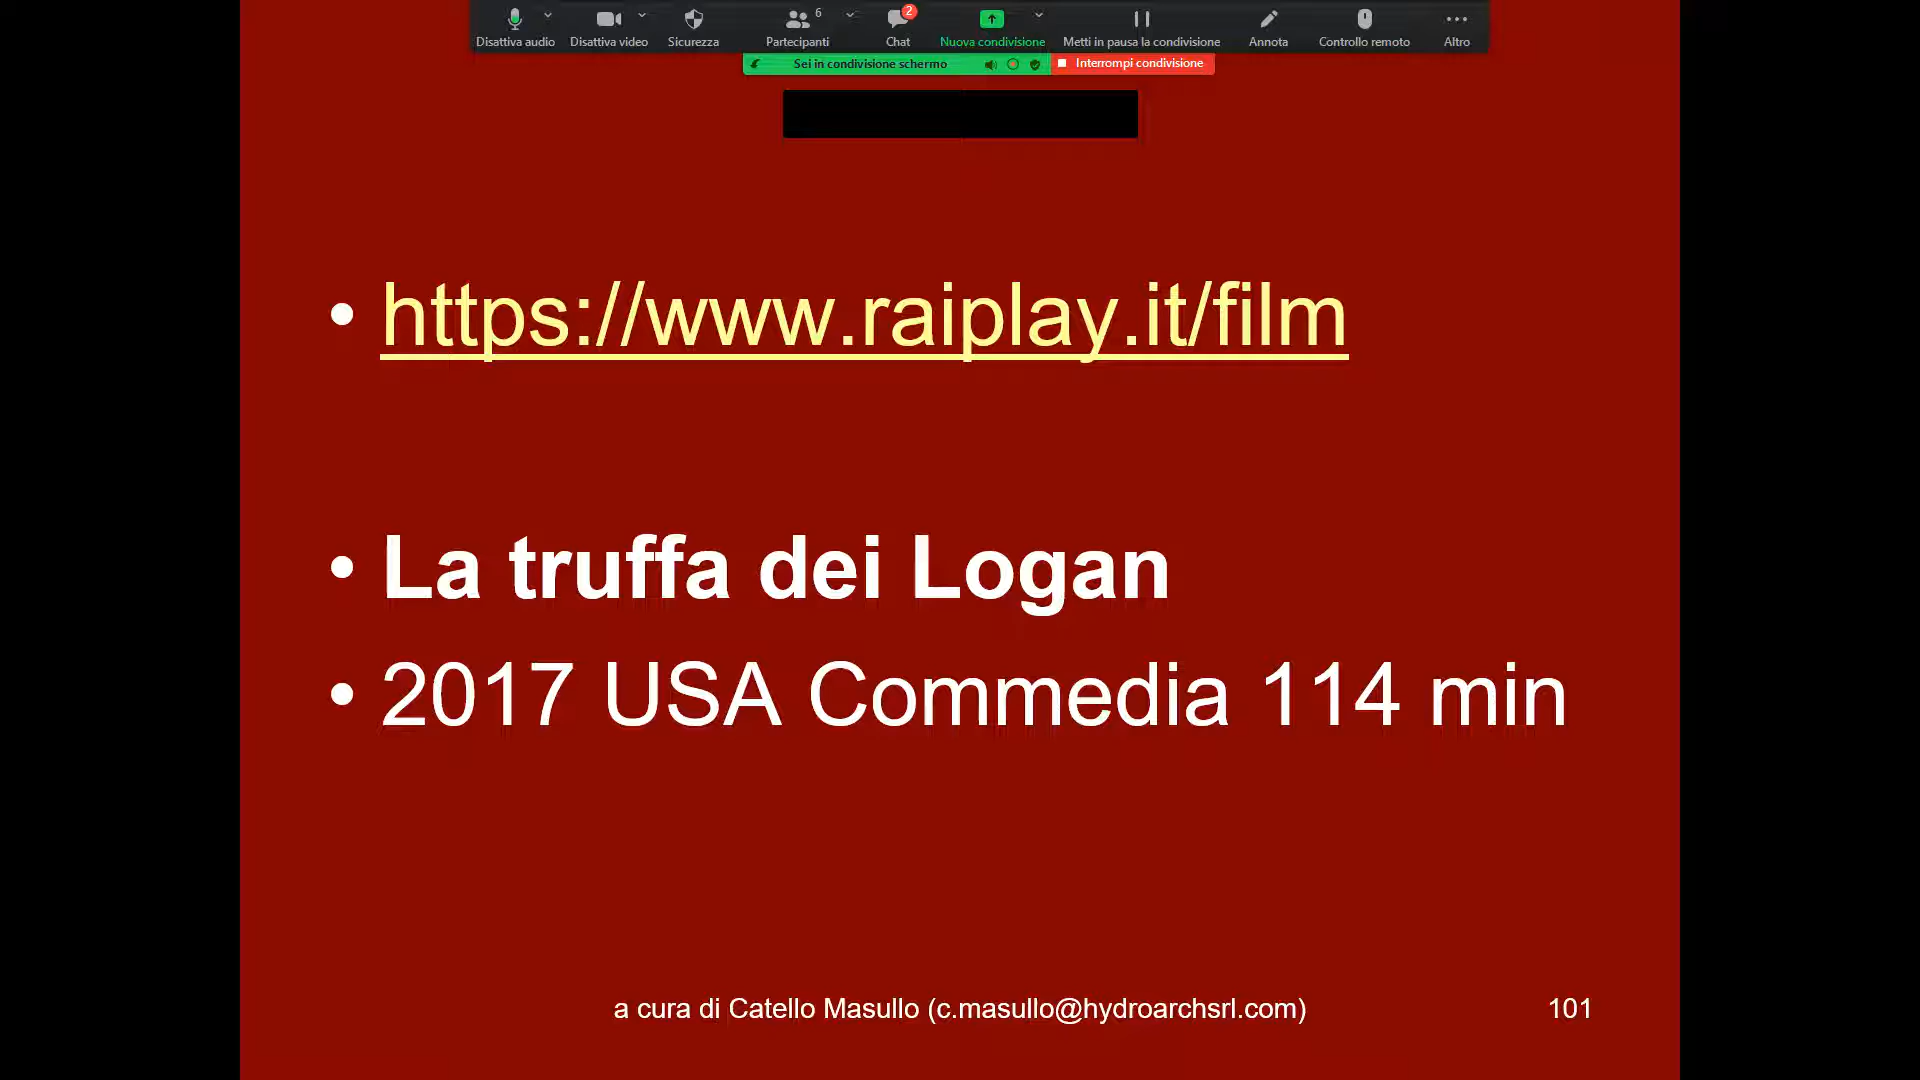 6 2
Disattiva audio Disattiva video Sicurezza Partecipanti Chat Nuova condivisione Metti in pausa la condivisione Annota Controllo remoto Altro
Sei in condivisione schermo Interrompi condivisione
• https://www.raiplay.it/film
• La truffa dei Logan
• 2017 USA Commedia 114 min
a cura di Catello Masullo (c.masullo@hydroarchsrl.com) 101